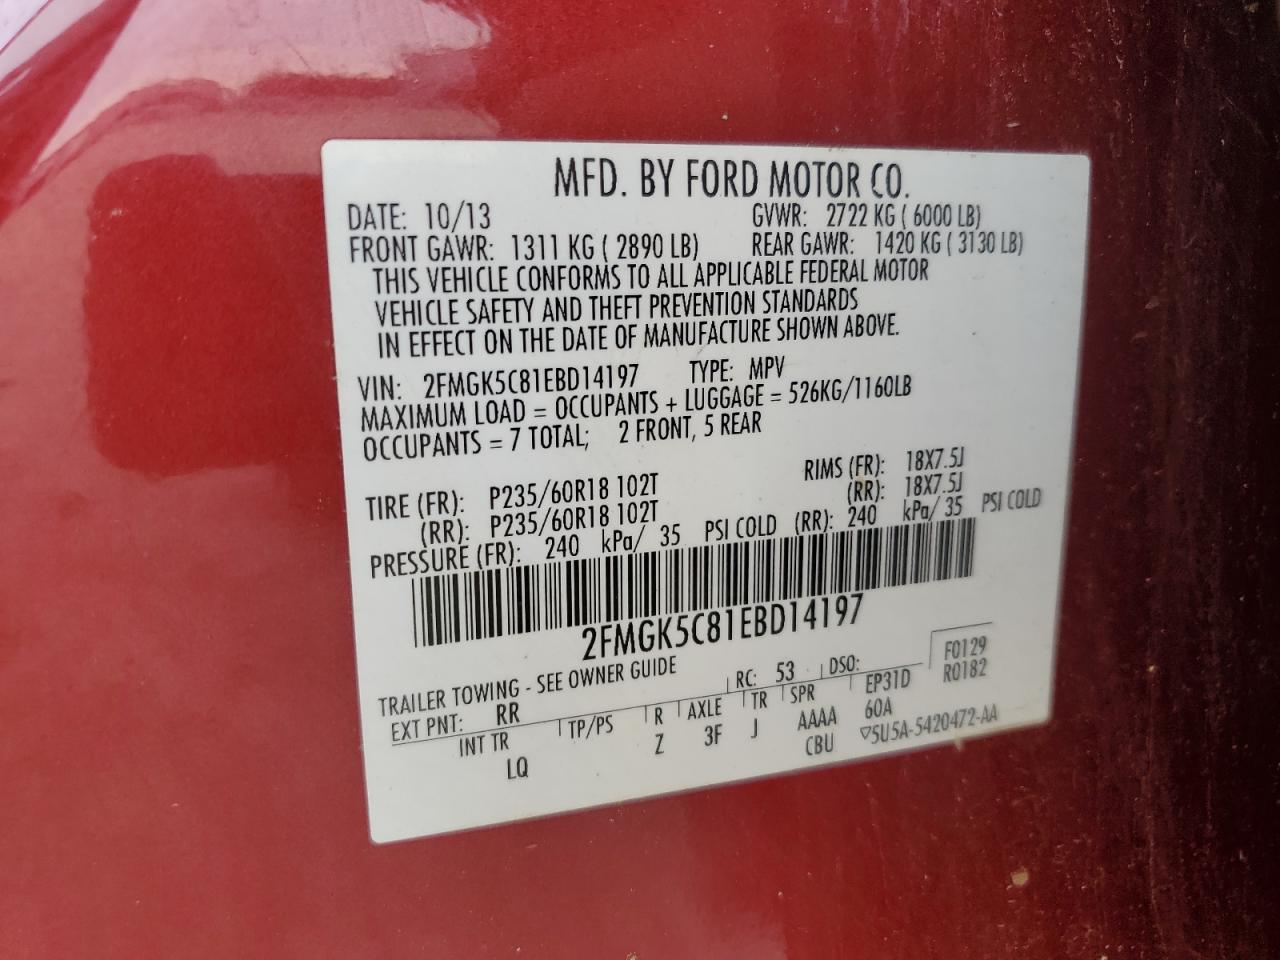 MFD. BY FORD MOTOR CO.
DATE: 10/13 GVWR: 2722 KG ( 6000 LB)
FRONT GAWR: 1311 KG ( 2890 LB) REAR GAWR: 1420 KG ( 3130 LB)
THIS VEHICLE CONFORMS TO ALL APPLICABLE FEDERAL MOTOR
VEHICLE SAFETY AND THEFT PREVENTION STANDARDS
IN EFFECT ON THE DATE OF MANUFACTURE SHOWN ABOVE.
VIN: 2FMGK5C81EBD14197 TYPE: MPV
MAXIMUM LOAD = OCCUPANTS + LUGGAGE = 526KG/1160LB
OCCUPANTS = 7 TOTAL; 2 FRONT, 5 REAR
TIRE (FR): P235/60R18 102T RIMS (FR): 18X7.5J
(RR): P235/60R18 102T (RR): 18X7.5J
PRESSURE (FR): 240 kPa/ 35 PSI COLD (RR): 240 kPa/ 35 PSI COLD
2FMGK5C81EBD14197
TRAILER TOWING - SEE OWNER GUIDE
EXT PNT: RR RC: 53 DSO: F0129
R0182
INT TR TP/PS R AXLE TR SPR EP31D
LQ Z 3F J AAAA 60A
CBU ▽5U5A-5420472-AA